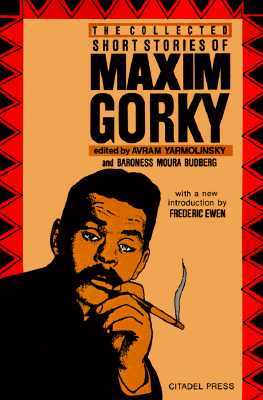 THE COLLECTED
SHORT STORIES OF
MAXIM
GORKY
edited by AVRAM YARMOLINSKY
and BARONESS MOURA BUDBERG
with a new
introduction by
FREDERIC EWEN
CITADEL PRESS